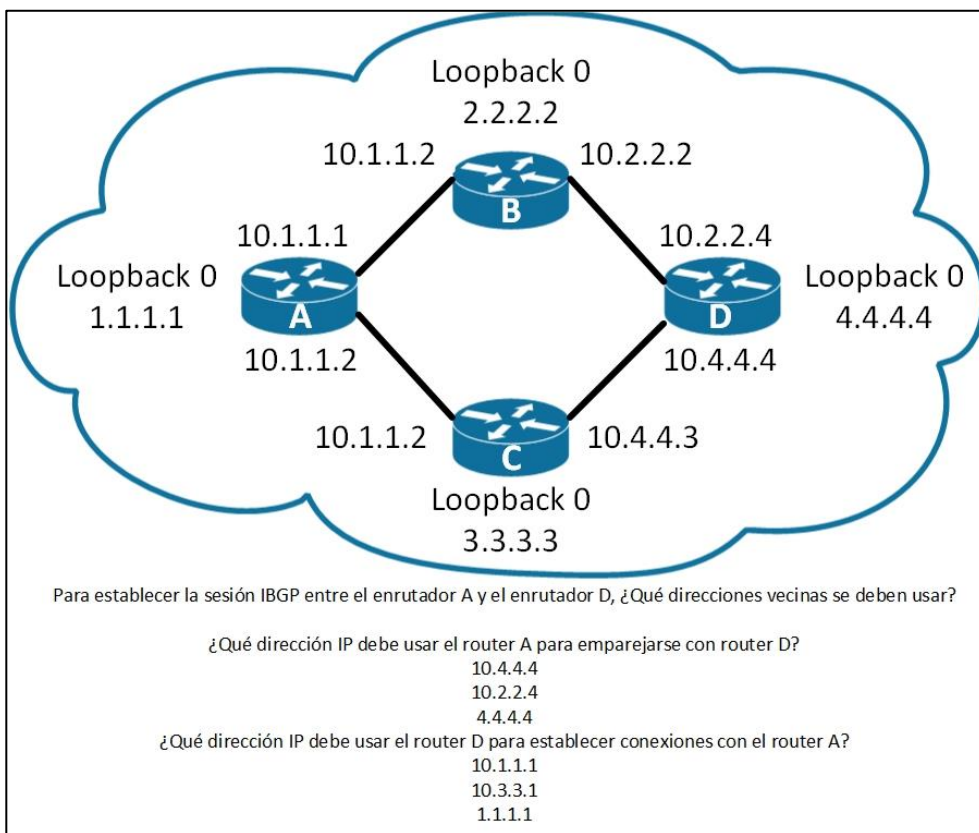 Loopback 0
2.2.2.2
10.1.1.2
10.2.2.2
B
10.1.1.1
10.2.2.4
Loopback 0
1.1.1.1
A
D
Loopback 0
4.4.4.4
10.1.1.2
10.4.4.4
10.1.1.2
C
10.4.4.3
Loopback 0
3.3.3.3
Para establecer la sesión IBGP entre el enrutador A y el enrutador D, ¿Qué direcciones vecinas se deben usar?
¿Qué dirección IP debe usar el router A para emparejarse con router D?
10.4.4.4
10.2.2.4
4.4.4.4
¿Qué dirección IP debe usar el router D para establecer conexiones con el router A?
10.1.1.1
10.3.3.1
1.1.1.1